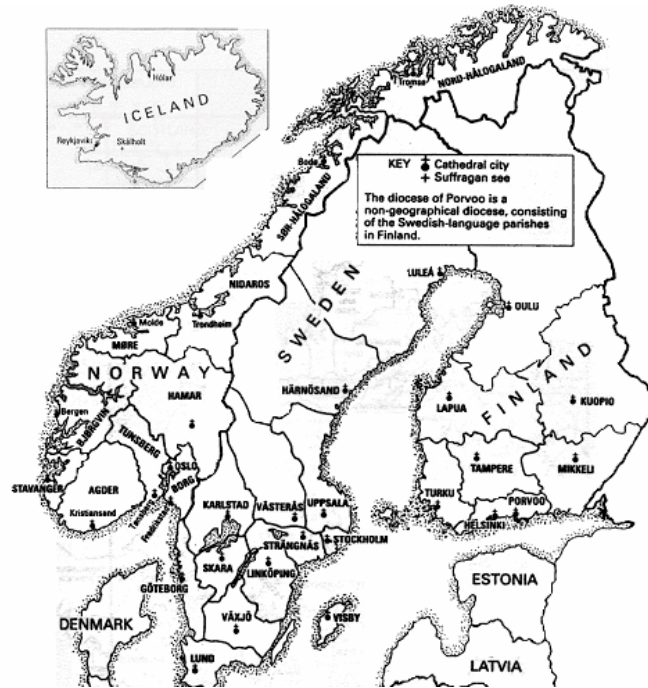 Hólar
ICELAND
Reykjaviki
Skálholt
Tromsø
NORD-HÅLOGALAND
Bodø
KEY
Cathedral city
Suffragan see
The diocese of Porvoo is a
non-geographical diocese, consisting
of the Swedish-language parishes
in Finland.
SØR-HÅLOGALAND
LULEÅ
NIDAROS
OULU
SWEDEN
Molde
Trondheim
MØRE
NORWAY
FINLAND
HÄRNÖSAND
HAMAR
LAPUA
KUOPIO
Bergen
BJØRGVIN
TUNSBERG
OSLO
TAMPERE
MIKKELI
STAVANGER
AGDER
BORG
KARLSTAD
VÄSTERÅS
UPPSALA
TURKU
PORVOO
Kristiansand
HELSINKI
STRÄNGNÄS
STOCKHOLM
SKARA
LINKÖPING
GÖTEBORG
ESTONIA
DENMARK
VÄXJÖ
VISBY
LUND
LATVIA